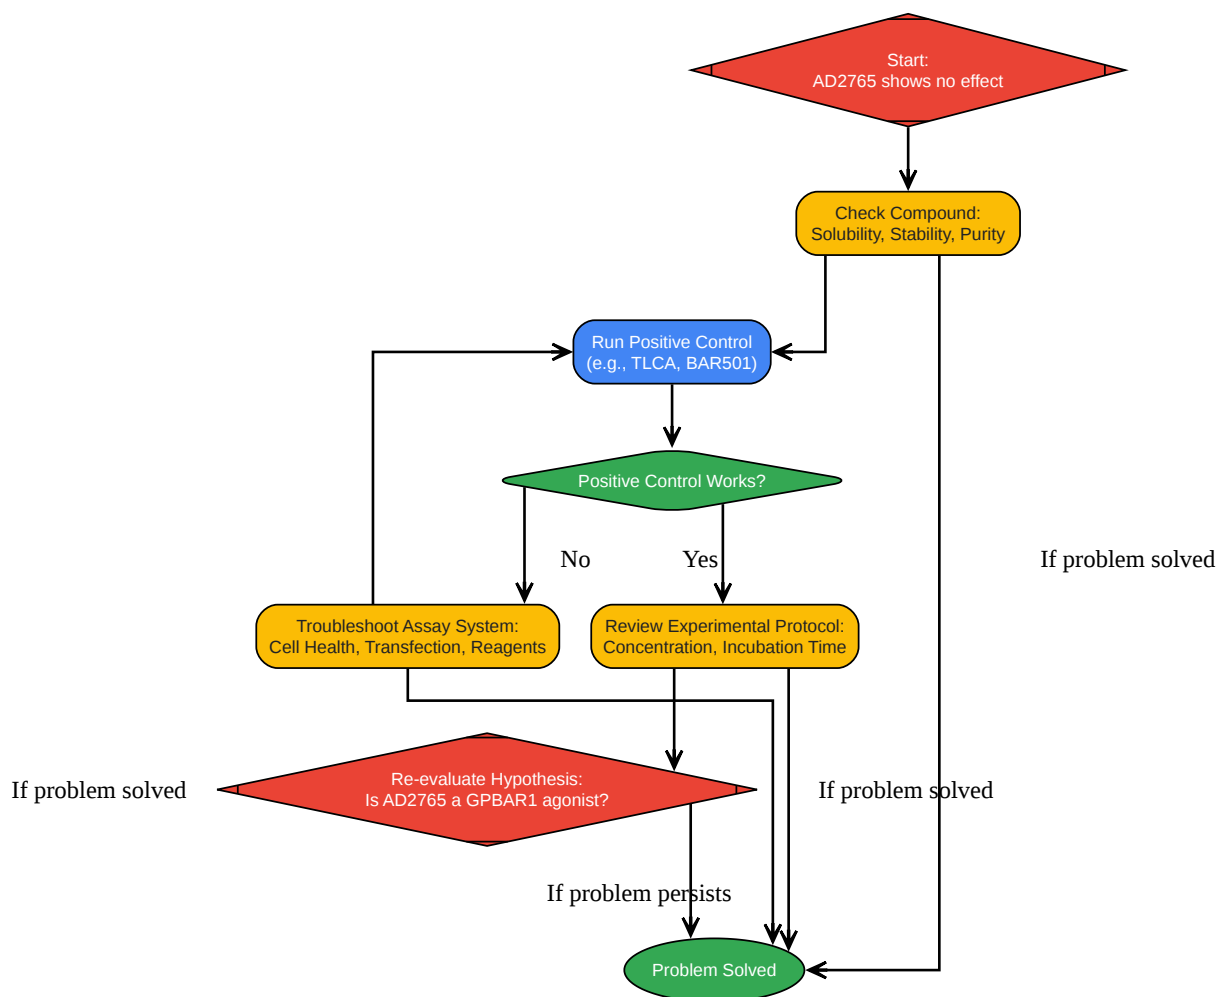 Start:
AD2765 shows no effect
Check Compound:
Solubility, Stability, Purity
Run Positive Control
(e.g., TLCA, BAR501)
Positive Control Works?
No
Yes
If problem solved
Troubleshoot Assay System:
Cell Health, Transfection, Reagents
Review Experimental Protocol:
Concentration, Incubation Time
If problem solved
Re-evaluate Hypothesis:
Is AD2765 a GPBAR1 agonist?
If problem solved
If problem persists
Problem Solved